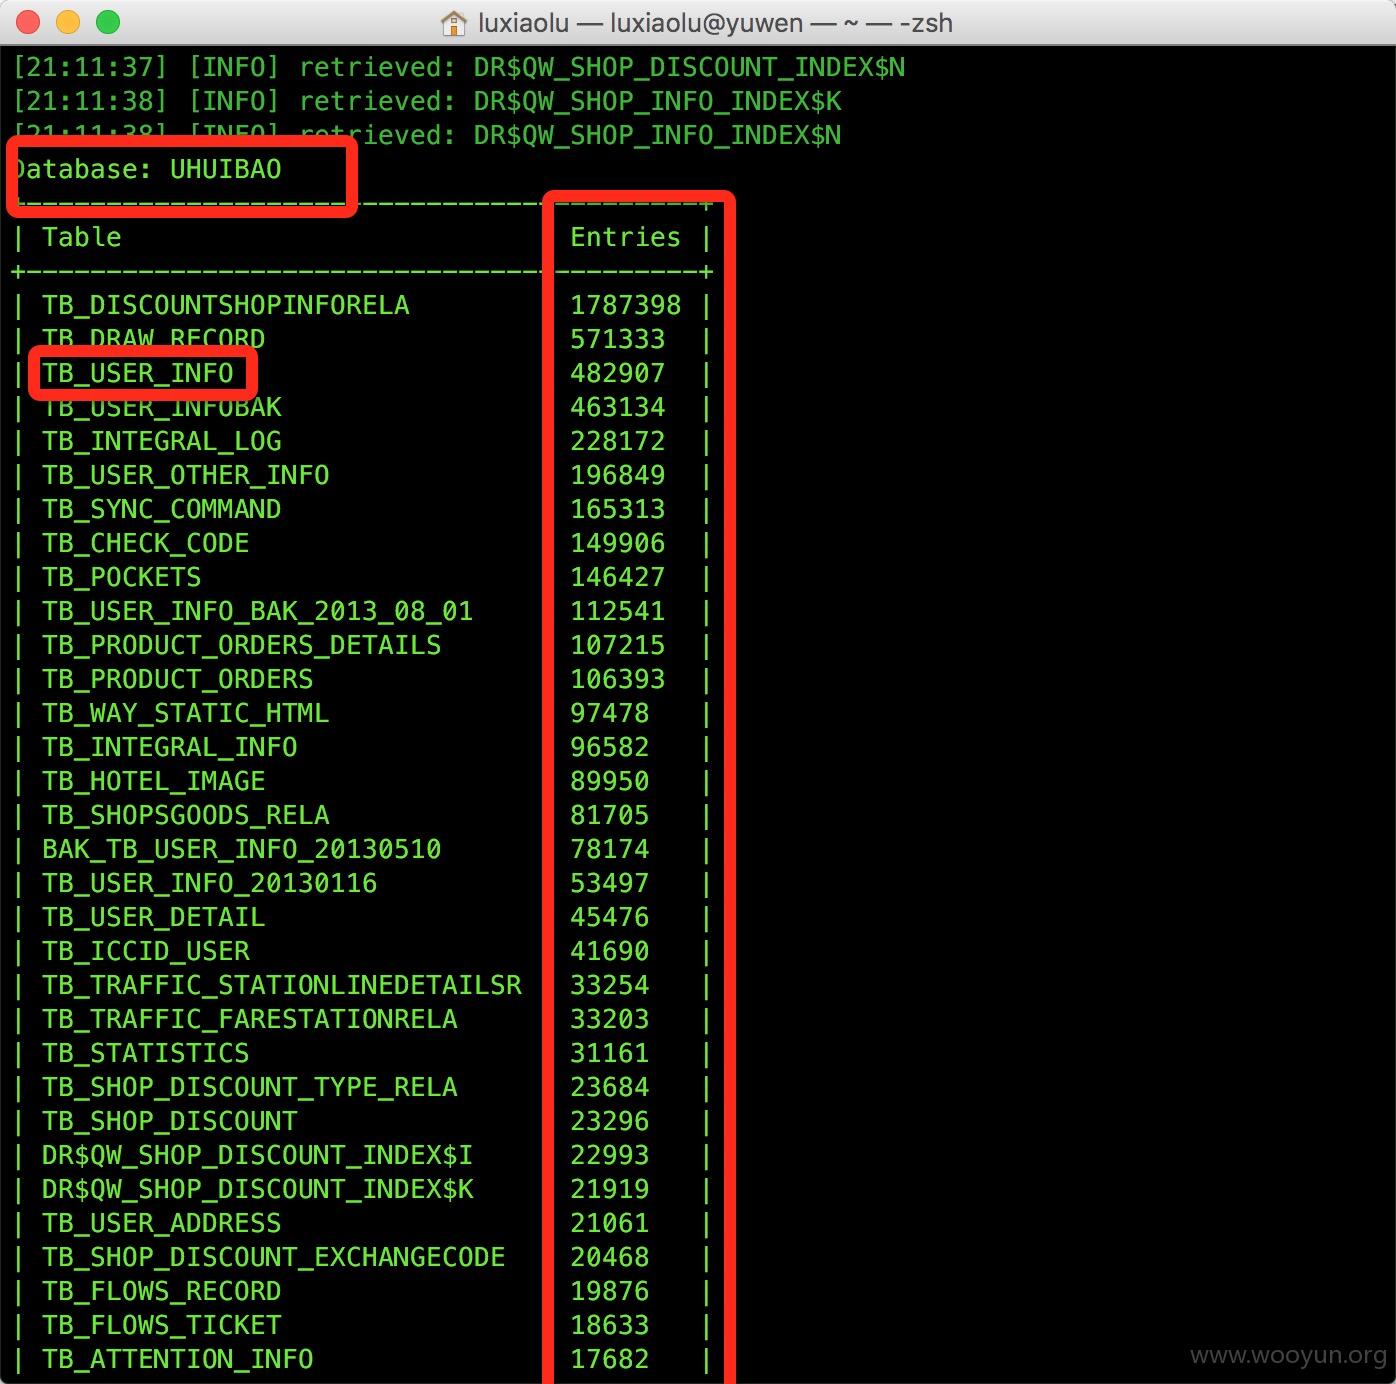 luxiaolu — luxiaolu@yuwen — ~ — -zsh
[21:11:37] [INFO] retrieved: DR$QW_SHOP_DISCOUNT_INDEX$N
[21:11:38] [INFO] retrieved: DR$QW_SHOP_INFO_INDEX$K
[21:11:38] [INFO] retrieved: DR$QW_SHOP_INFO_INDEX$N
Database: UHUIBAO
| Table Entries |
| TB_DISCOUNTSHOPINFORELA 1787398 |
| TB_DRAW_RECORD 571333 |
| TB_USER_INFO 482907 |
| TB_USER_INFOBAK 463134 |
| TB_INTEGRAL_LOG 228172 |
| TB_USER_OTHER_INFO 196849 |
| TB_SYNC_COMMAND 165313 |
| TB_CHECK_CODE 149906 |
| TB_POCKETS 146427 |
| TB_USER_INFO_BAK_2013_08_01 112541 |
| TB_PRODUCT_ORDERS_DETAILS 107215 |
| TB_PRODUCT_ORDERS 106393 |
| TB_WAY_STATIC_HTML 97478 |
| TB_INTEGRAL_INFO 96582 |
| TB_HOTEL_IMAGE 89950 |
| TB_SHOPSGOODS_RELA 81705 |
| BAK_TB_USER_INFO_20130510 78174 |
| TB_USER_INFO_20130116 53497 |
| TB_USER_DETAIL 45476 |
| TB_ICCID_USER 41690 |
| TB_TRAFFIC_STATIONLINEDETAILSR 33254 |
| TB_TRAFFIC_FARESTATIONRELA 33203 |
| TB_STATISTICS 31161 |
| TB_SHOP_DISCOUNT_TYPE_RELA 23684 |
| TB_SHOP_DISCOUNT 23296 |
| DR$QW_SHOP_DISCOUNT_INDEX$I 22993 |
| DR$QW_SHOP_DISCOUNT_INDEX$K 21919 |
| TB_USER_ADDRESS 21061 |
| TB_SHOP_DISCOUNT_EXCHANGECODE 20468 |
| TB_FLOWS_RECORD 19876 |
| TB_FLOWS_TICKET 18633 |
| TB_ATTENTION_INFO 17682 |
www.wooyun.org